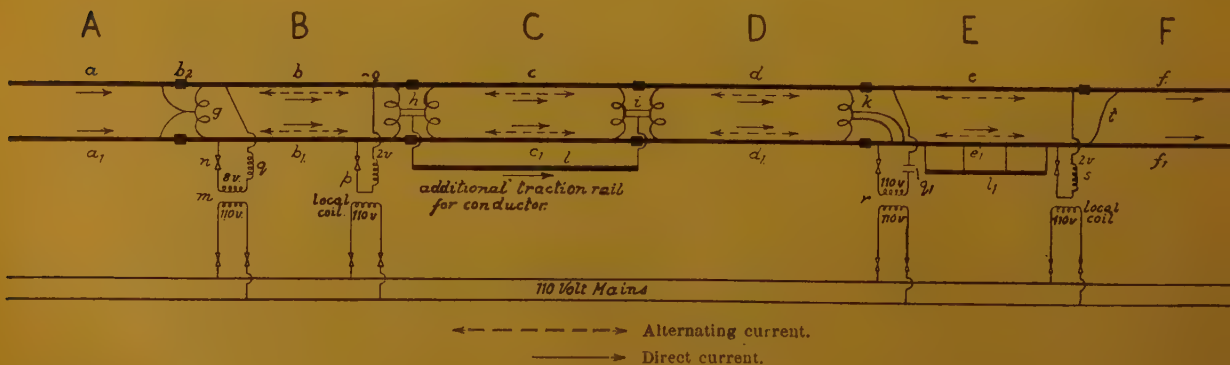 A B C D E F
a b₂ b g c d e f
g h i k t
a₁ b₁ c₁ l d₁ e₁ f₁
n q p 2v 2v
8v. additional traction rail 110v q₁ l₁ s
m local r local
110v. coil. 110v for conductor. 110v 110v coil
110 Volt Mains
Alternating current.
Direct current.